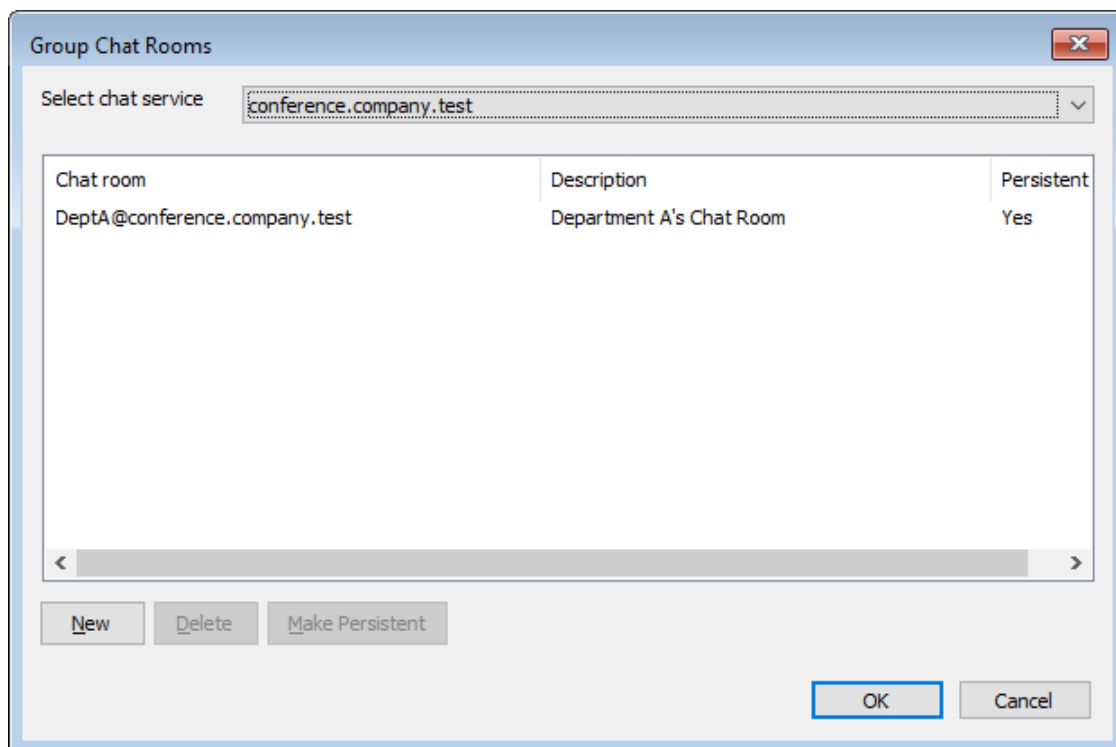 Group Chat Rooms
Select chat service conference.company.test
Chat room Description Persistent
DeptA@conference.company.test Department A's Chat Room Yes
New Delete Make Persistent
OK Cancel